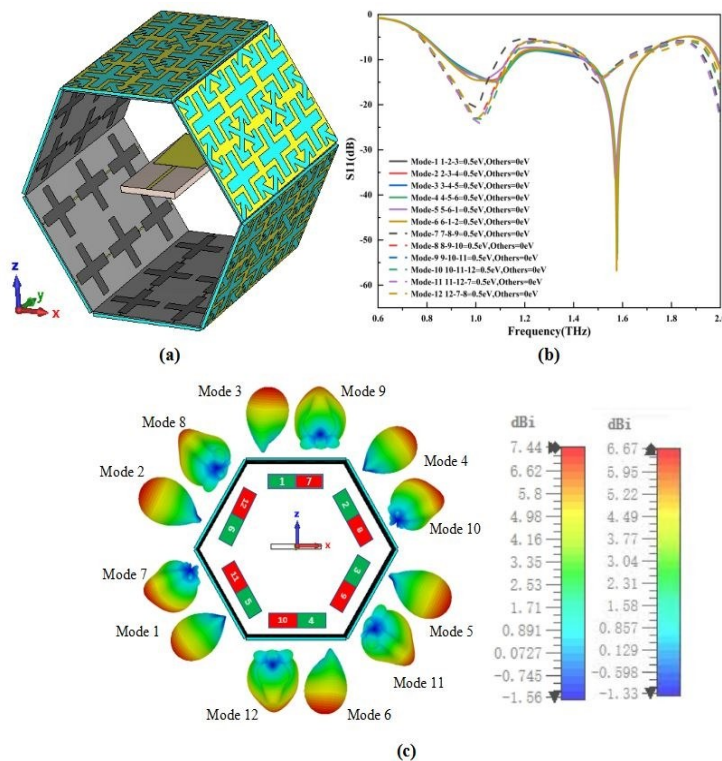 (a)
z
y
x
(b)
S11(dB)
0
-10
-20
-30
-40
-50
-60
Mode-1 1-2-3=0.5eV,Others=0eV
Mode-2 2-3-4=0.5eV,Others=0eV
Mode-3 3-4-5=0.5eV,Others=0eV
Mode-4 4-5-6=0.5eV,Others=0eV
Mode-5 5-6-1=0.5eV,Others=0eV
Mode-6 6-1-2=0.5eV,Others=0eV
Mode-7 7-8-9=0.5eV,Others=0eV
Mode-8 8-9-10=0.5eV,Others=0eV
Mode-9 9-10-11=0.5eV,Others=0eV
Mode-10 10-11-12=0.5eV,Others=0eV
Mode-11 11-12-7=0.5eV,Others=0eV
Mode-12 12-7-8=0.5eV,Others=0eV
0.6 0.8 1.0 1.2 1.4 1.6 1.8 2.0
Frequency(THz)
Mode 3
Mode 9
Mode 8
Mode 4
Mode 2
Mode 10
Mode 7
Mode 1
Mode 5
Mode 11
Mode 12
Mode 6
1 7
2
8
3
9
4
10
5
11
6
12
z
x
dBi
7.44
6.62
5.8
4.98
4.16
3.35
2.53
1.71
0.891
0.0727
-0.745
-1.56
dBi
6.67
5.95
5.22
4.49
3.77
3.04
2.31
1.58
0.857
0.129
-0.598
-1.33
(c)